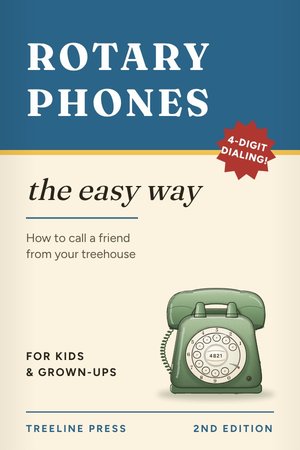 ROTARY
PHONES
4-DIGIT
DIALING!
the easy way
How to call a friend
from your treehouse
4821
FOR KIDS
& GROWN-UPS
TREELINE PRESS
2ND EDITION